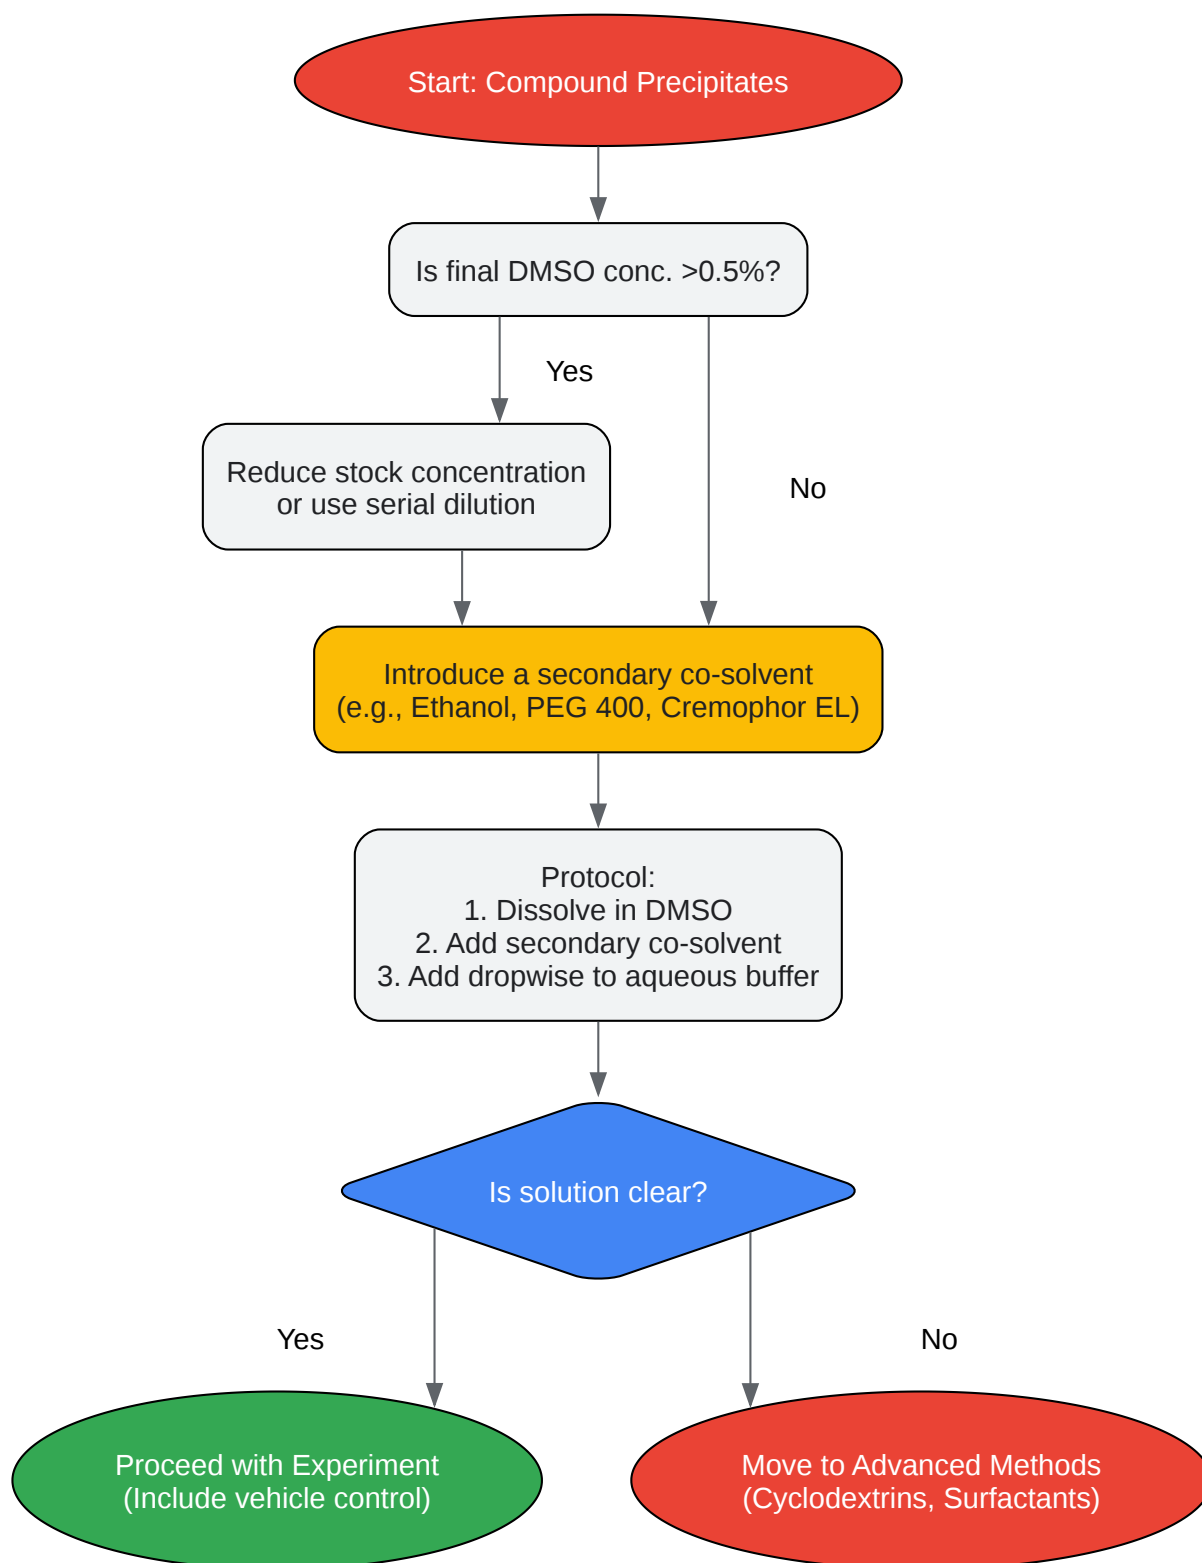 Start: Compound Precipitates
Is final DMSO conc. >0.5%?
Yes
Reduce stock concentration
or use serial dilution
No
Introduce a secondary co-solvent
(e.g., Ethanol, PEG 400, Cremophor EL)
Protocol:
1. Dissolve in DMSO
2. Add secondary co-solvent
3. Add dropwise to aqueous buffer
Is solution clear?
Yes
No
Proceed with Experiment
(Include vehicle control)
Move to Advanced Methods
(Cyclodextrins, Surfactants)